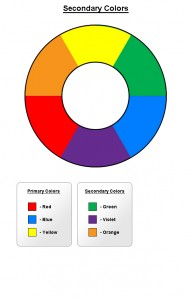 Secondary Colors
Primary Colors
- Red
- Blue
- Yellow
Secondary Colors
- Green
- Violet
- Orange